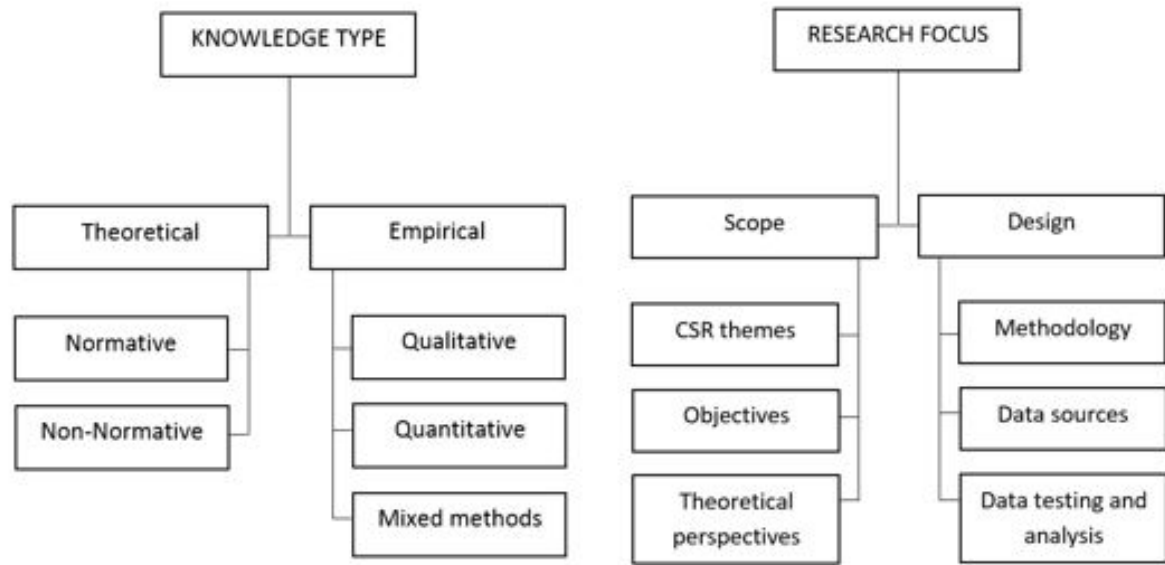 KNOWLEDGE TYPE
Theoretical
Empirical
Normative
Non-Normative
Qualitative
Quantitative
Mixed methods
RESEARCH FOCUS
Scope
Design
CSR themes
Objectives
Theoretical
perspectives
Methodology
Data sources
Data testing and
analysis